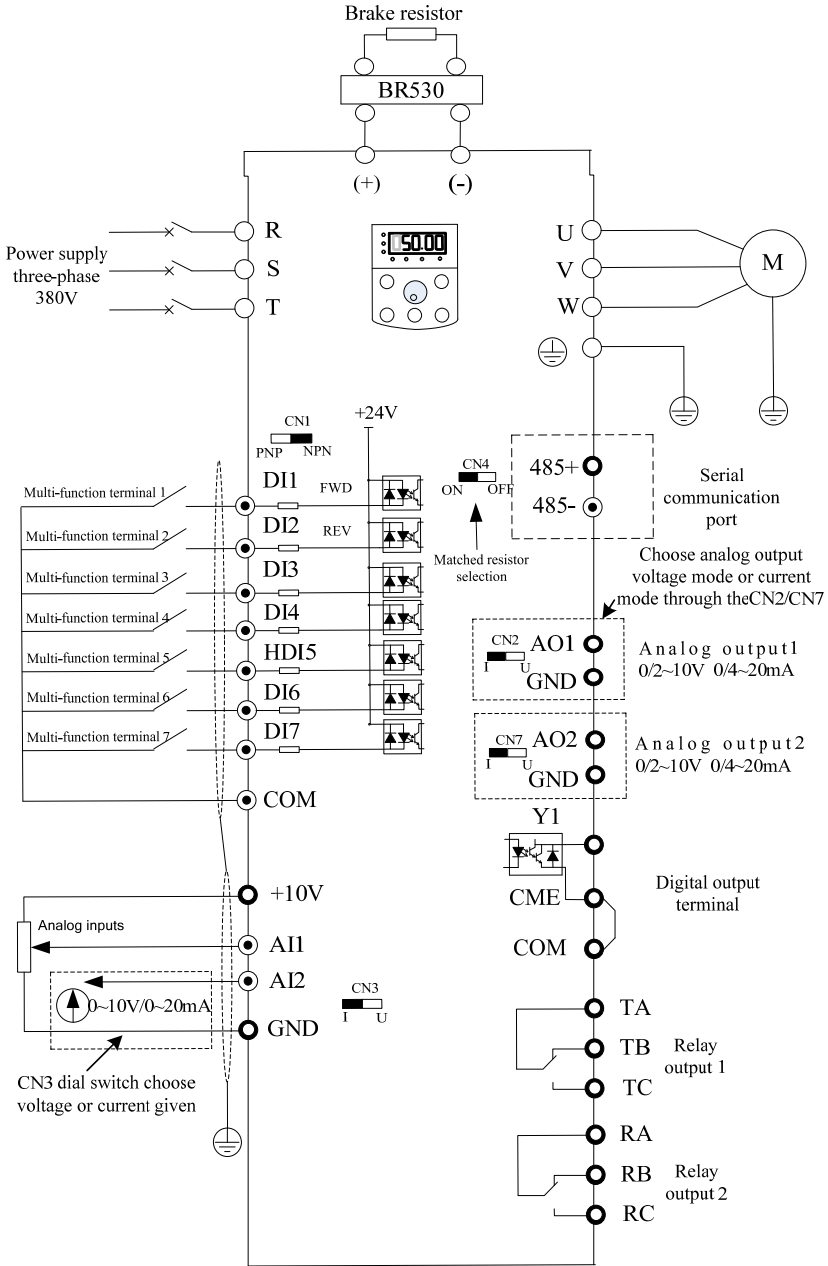 Brake resistor
BR530
(+)
(-)
R
S
T
Power supply
three-phase
380V
50.00
U
V
W
M
+24V
CN1
PNP
NPN
CN4
ON
OFF
Matched resistor
selection
485+
485-
Serial
communication
port
Multi-function terminal 1
DI1
FWD
Multi-function terminal 2
DI2
REV
Multi-function terminal 3
DI3
Multi-function terminal 4
DI4
Multi-function terminal 5
HDI5
Multi-function terminal 6
DI6
Multi-function terminal 7
DI7
COM
Choose analog output
voltage mode or current
mode through theCN2/CN7
CN2
I
U
AO1
GND
Analog output1
0/2~10V 0/4~20mA
CN7
I
U
AO2
GND
Analog output2
0/2~10V 0/4~20mA
Y1
CME
COM
Digital output
terminal
+10V
Analog inputs
AI1
AI2
0~10V/0~20mA
GND
CN3
I
U
CN3 dial switch choose
voltage or current given
TA
TB
TC
Relay
output 1
RA
RB
RC
Relay
output 2